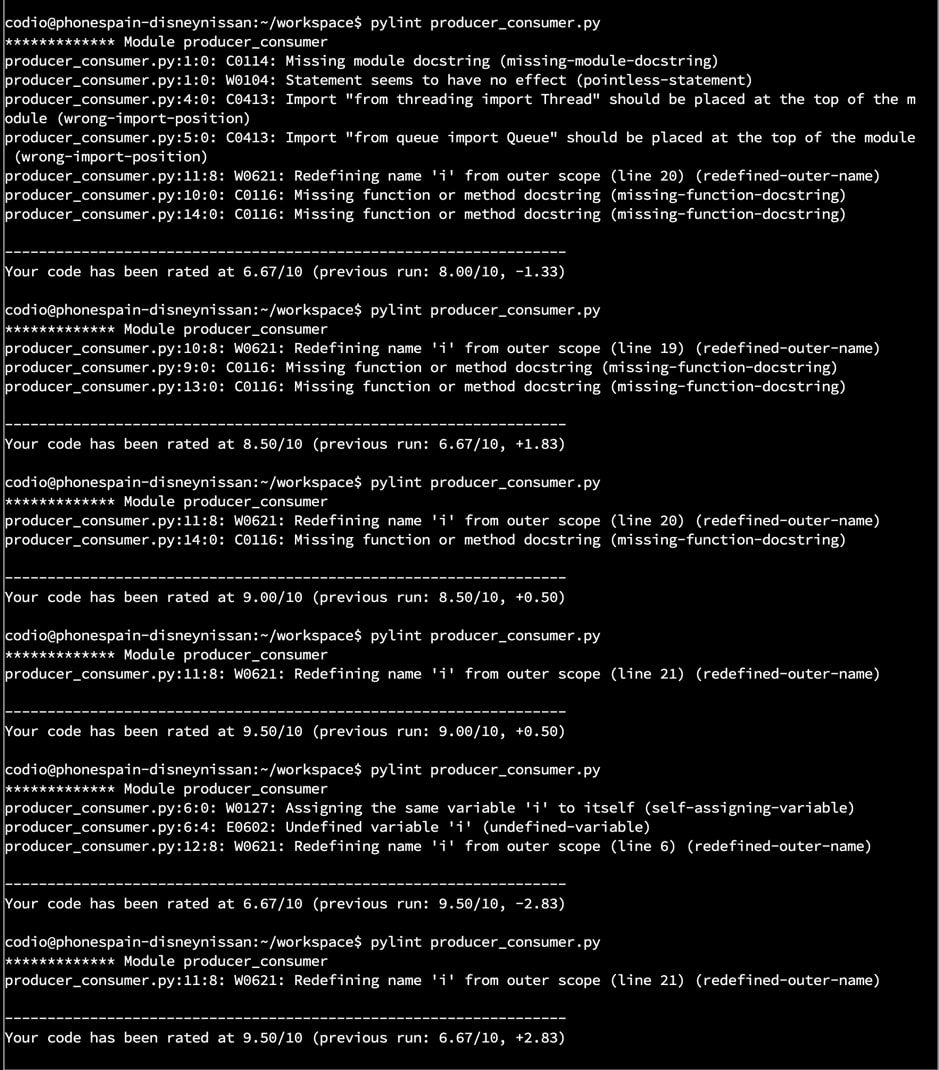 codio@phonespain-disneynissan:~/workspace$ pylint producer_consumer.py
************* Module producer_consumer
producer_consumer.py:1:0: C0114: Missing module docstring (missing-module-docstring)
producer_consumer.py:1:0: W0104: Statement seems to have no effect (pointless-statement)
producer_consumer.py:4:0: C0413: Import "from threading import Thread" should be placed at the top of the m
odule (wrong-import-position)
producer_consumer.py:5:0: C0413: Import "from queue import Queue" should be placed at the top of the module
 (wrong-import-position)
producer_consumer.py:11:8: W0621: Redefining name 'i' from outer scope (line 20) (redefined-outer-name)
producer_consumer.py:10:0: C0116: Missing function or method docstring (missing-function-docstring)
producer_consumer.py:14:0: C0116: Missing function or method docstring (missing-function-docstring)
------------------------------------------------------------------
Your code has been rated at 6.67/10 (previous run: 8.00/10, -1.33)
codio@phonespain-disneynissan:~/workspace$ pylint producer_consumer.py
************* Module producer_consumer
producer_consumer.py:10:8: W0621: Redefining name 'i' from outer scope (line 19) (redefined-outer-name)
producer_consumer.py:9:0: C0116: Missing function or method docstring (missing-function-docstring)
producer_consumer.py:13:0: C0116: Missing function or method docstring (missing-function-docstring)
------------------------------------------------------------------
Your code has been rated at 8.50/10 (previous run: 6.67/10, +1.83)
codio@phonespain-disneynissan:~/workspace$ pylint producer_consumer.py
************* Module producer_consumer
producer_consumer.py:11:8: W0621: Redefining name 'i' from outer scope (line 20) (redefined-outer-name)
producer_consumer.py:14:0: C0116: Missing function or method docstring (missing-function-docstring)
------------------------------------------------------------------
Your code has been rated at 9.00/10 (previous run: 8.50/10, +0.50)
codio@phonespain-disneynissan:~/workspace$ pylint producer_consumer.py
************* Module producer_consumer
producer_consumer.py:11:8: W0621: Redefining name 'i' from outer scope (line 21) (redefined-outer-name)
------------------------------------------------------------------
Your code has been rated at 9.50/10 (previous run: 9.00/10, +0.50)
codio@phonespain-disneynissan:~/workspace$ pylint producer_consumer.py
************* Module producer_consumer
producer_consumer.py:6:0: W0127: Assigning the same variable 'i' to itself (self-assigning-variable)
producer_consumer.py:6:4: E0602: Undefined variable 'i' (undefined-variable)
producer_consumer.py:12:8: W0621: Redefining name 'i' from outer scope (line 6) (redefined-outer-name)
------------------------------------------------------------------
Your code has been rated at 6.67/10 (previous run: 9.50/10, -2.83)
codio@phonespain-disneynissan:~/workspace$ pylint producer_consumer.py
************* Module producer_consumer
producer_consumer.py:11:8: W0621: Redefining name 'i' from outer scope (line 21) (redefined-outer-name)
------------------------------------------------------------------
Your code has been rated at 9.50/10 (previous run: 6.67/10, +2.83)